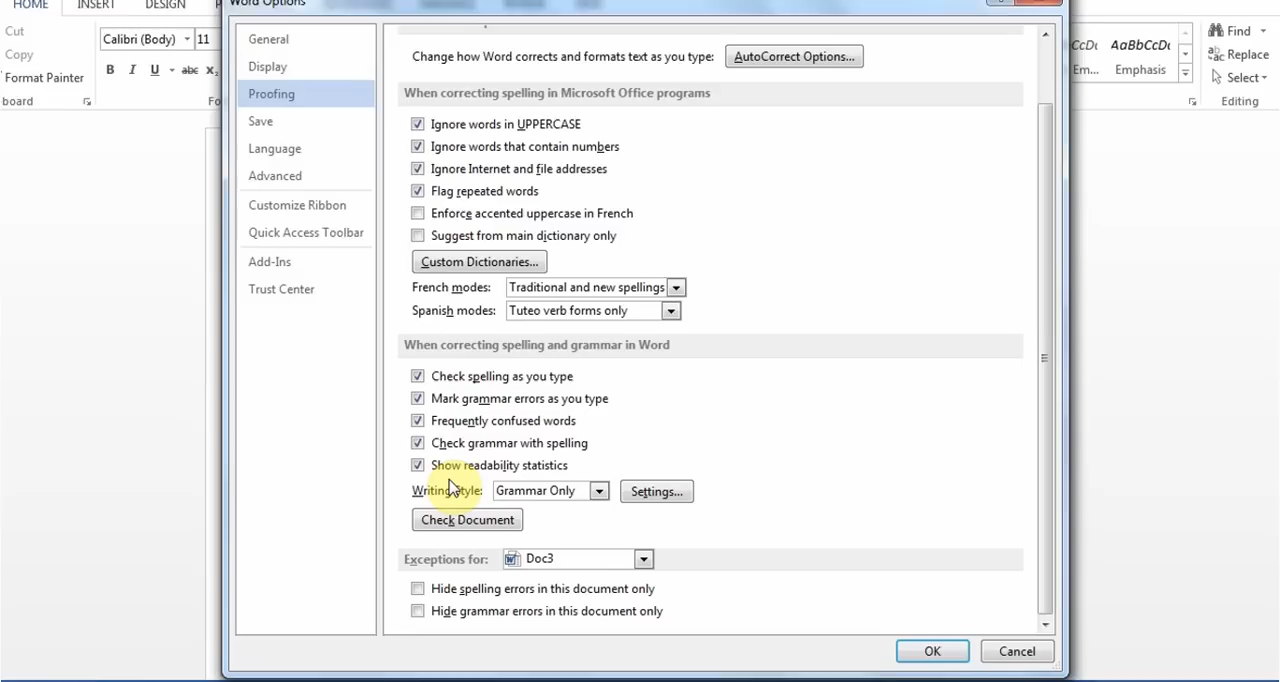 Word Options
HOME INSERT DESIGN
Cut
Copy
Format Painter
board
Calibri (Body) 11
B I U abc X
Fo
AaBbCcDc
Em... Emphasis
Find
Replace
Select
Editing
General
Display
Proofing
Save
Language
Advanced
Customize Ribbon
Quick Access Toolbar
Add-Ins
Trust Center
Change how Word corrects and formats text as you type: AutoCorrect Options...
When correcting spelling in Microsoft Office programs
Ignore words in UPPERCASE
Ignore words that contain numbers
Ignore Internet and file addresses
Flag repeated words
Enforce accented uppercase in French
Suggest from main dictionary only
Custom Dictionaries...
French modes: Traditional and new spellings
Spanish modes: Tuteo verb forms only
When correcting spelling and grammar in Word
Check spelling as you type
Mark grammar errors as you type
Frequently confused words
Check grammar with spelling
Show readability statistics
Writing Style: Grammar Only Settings...
Check Document
Exceptions for: Doc3
Hide spelling errors in this document only
Hide grammar errors in this document only
OK Cancel